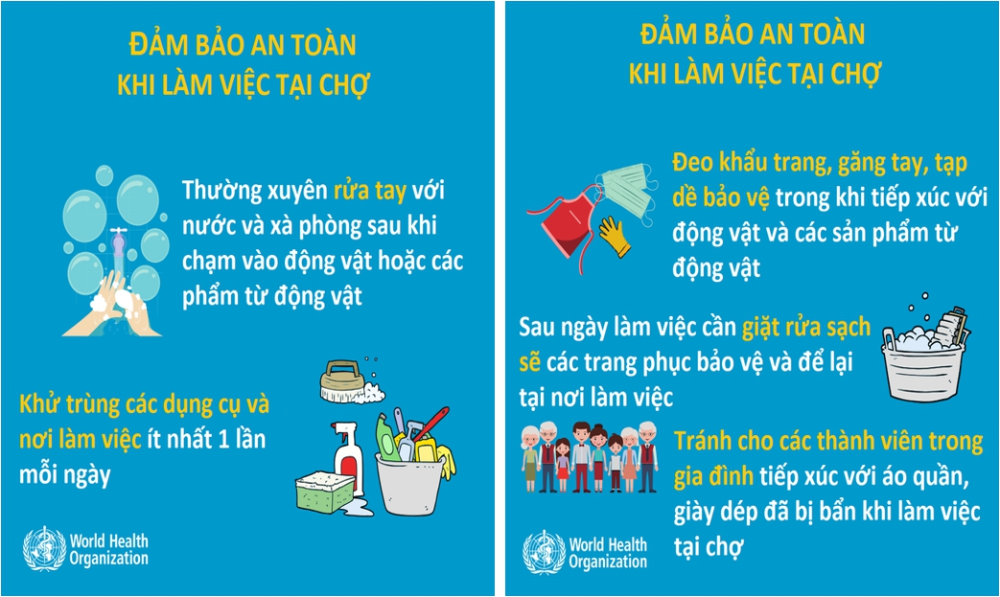 ĐẢM BẢO AN TOÀN
KHI LÀM VIỆC TẠI CHỢ
Thường xuyên rửa tay với
nước và xà phòng sau khi
chạm vào động vật hoặc các
phẩm từ động vật
Khử trùng các dụng cụ và
nơi làm việc ít nhất 1 lần
mỗi ngày
World Health
Organization
ĐẢM BẢO AN TOÀN
KHI LÀM VIỆC TẠI CHỢ
Đeo khẩu trang, găng tay, tạp
dề bảo vệ trong khi tiếp xúc với
động vật và các sản phẩm từ
động vật
Sau ngày làm việc cần giặt rửa sạch
sẽ các trang phục bảo vệ và để lại
tại nơi làm việc
Tránh cho các thành viên trong
gia đình tiếp xúc với áo quần,
giày dép đã bị bẩn khi làm việc
tại chợ
World Health
Organization